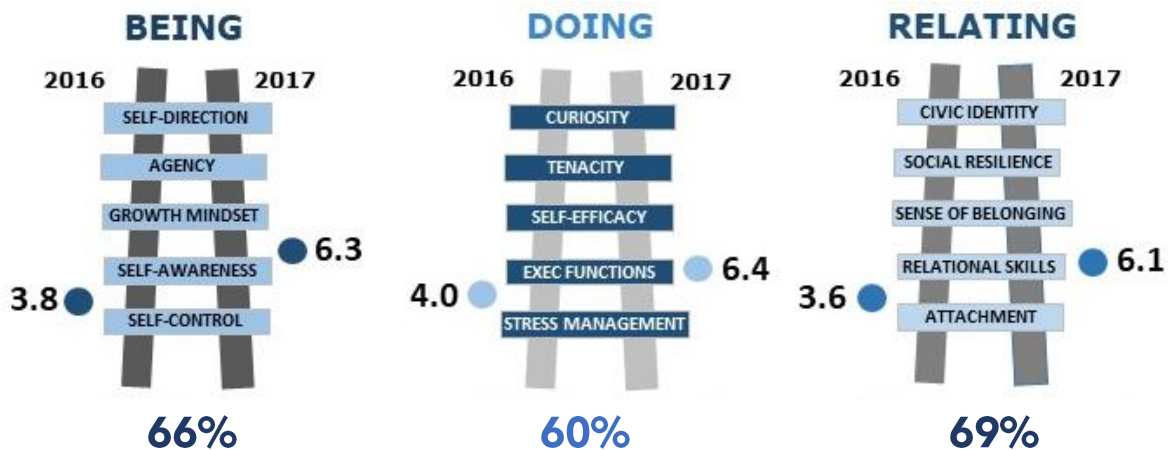 BEING
2016
2017
SELF-DIRECTION
AGENCY
GROWTH MINDSET
6.3
SELF-AWARENESS
3.8
SELF-CONTROL
66%
DOING
2016
2017
CURIOSITY
TENACITY
SELF-EFFICACY
EXEC FUNCTIONS
6.4
4.0
STRESS MANAGEMENT
60%
RELATING
2016
2017
CIVIC IDENTITY
SOCIAL RESILIENCE
SENSE OF BELONGING
RELATIONAL SKILLS
6.1
3.6
ATTACHMENT
69%